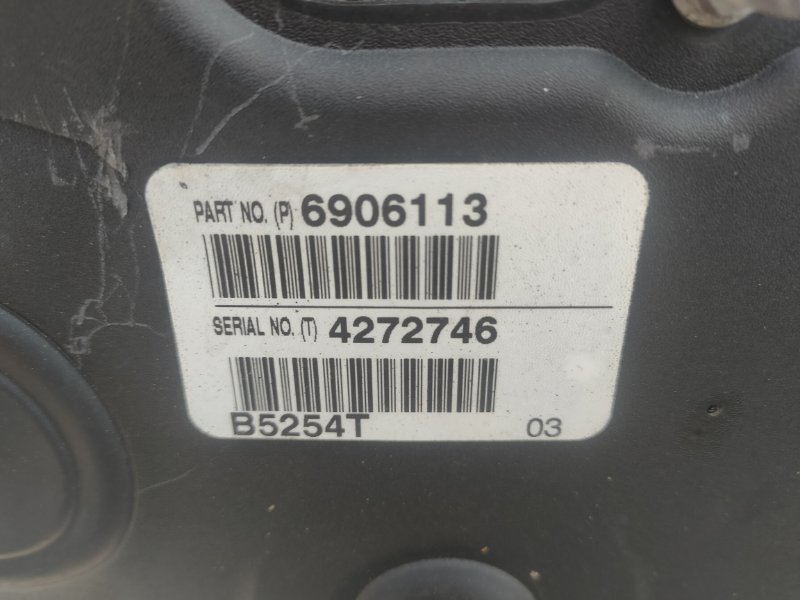 PART NO. (P) 6906113
SERIAL NO. (T) 4272746
B5254T 03